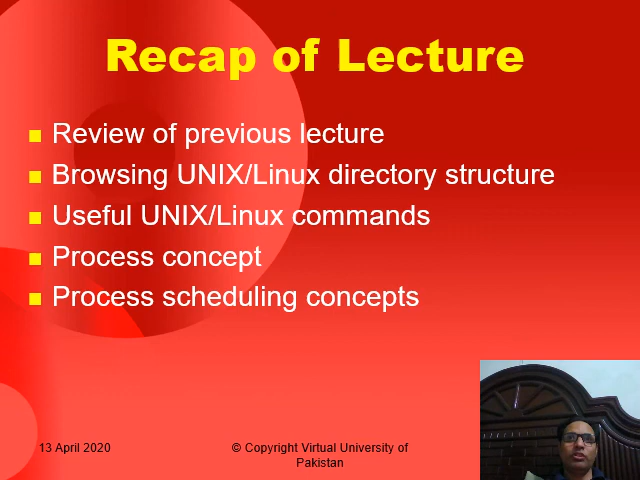 Recap of Lecture
Review of previous lecture
Browsing UNIX/Linux directory structure
Useful UNIX/Linux commands
Process concept
Process scheduling concepts
13 April 2020
© Copyright Virtual University of
Pakistan